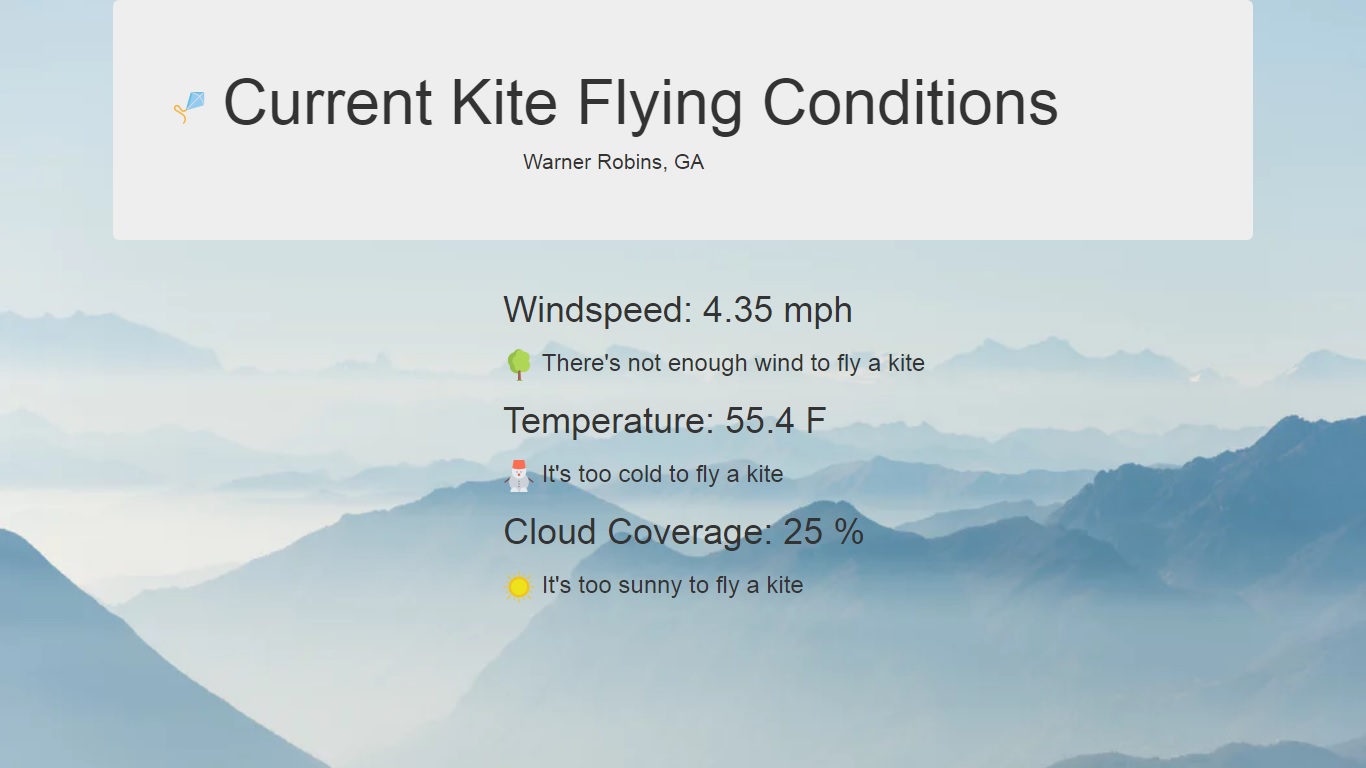 Current Kite Flying Conditions
Warner Robins, GA
Windspeed: 4.35 mph
There's not enough wind to fly a kite
Temperature: 55.4 F
It's too cold to fly a kite
Cloud Coverage: 25 %
It's too sunny to fly a kite